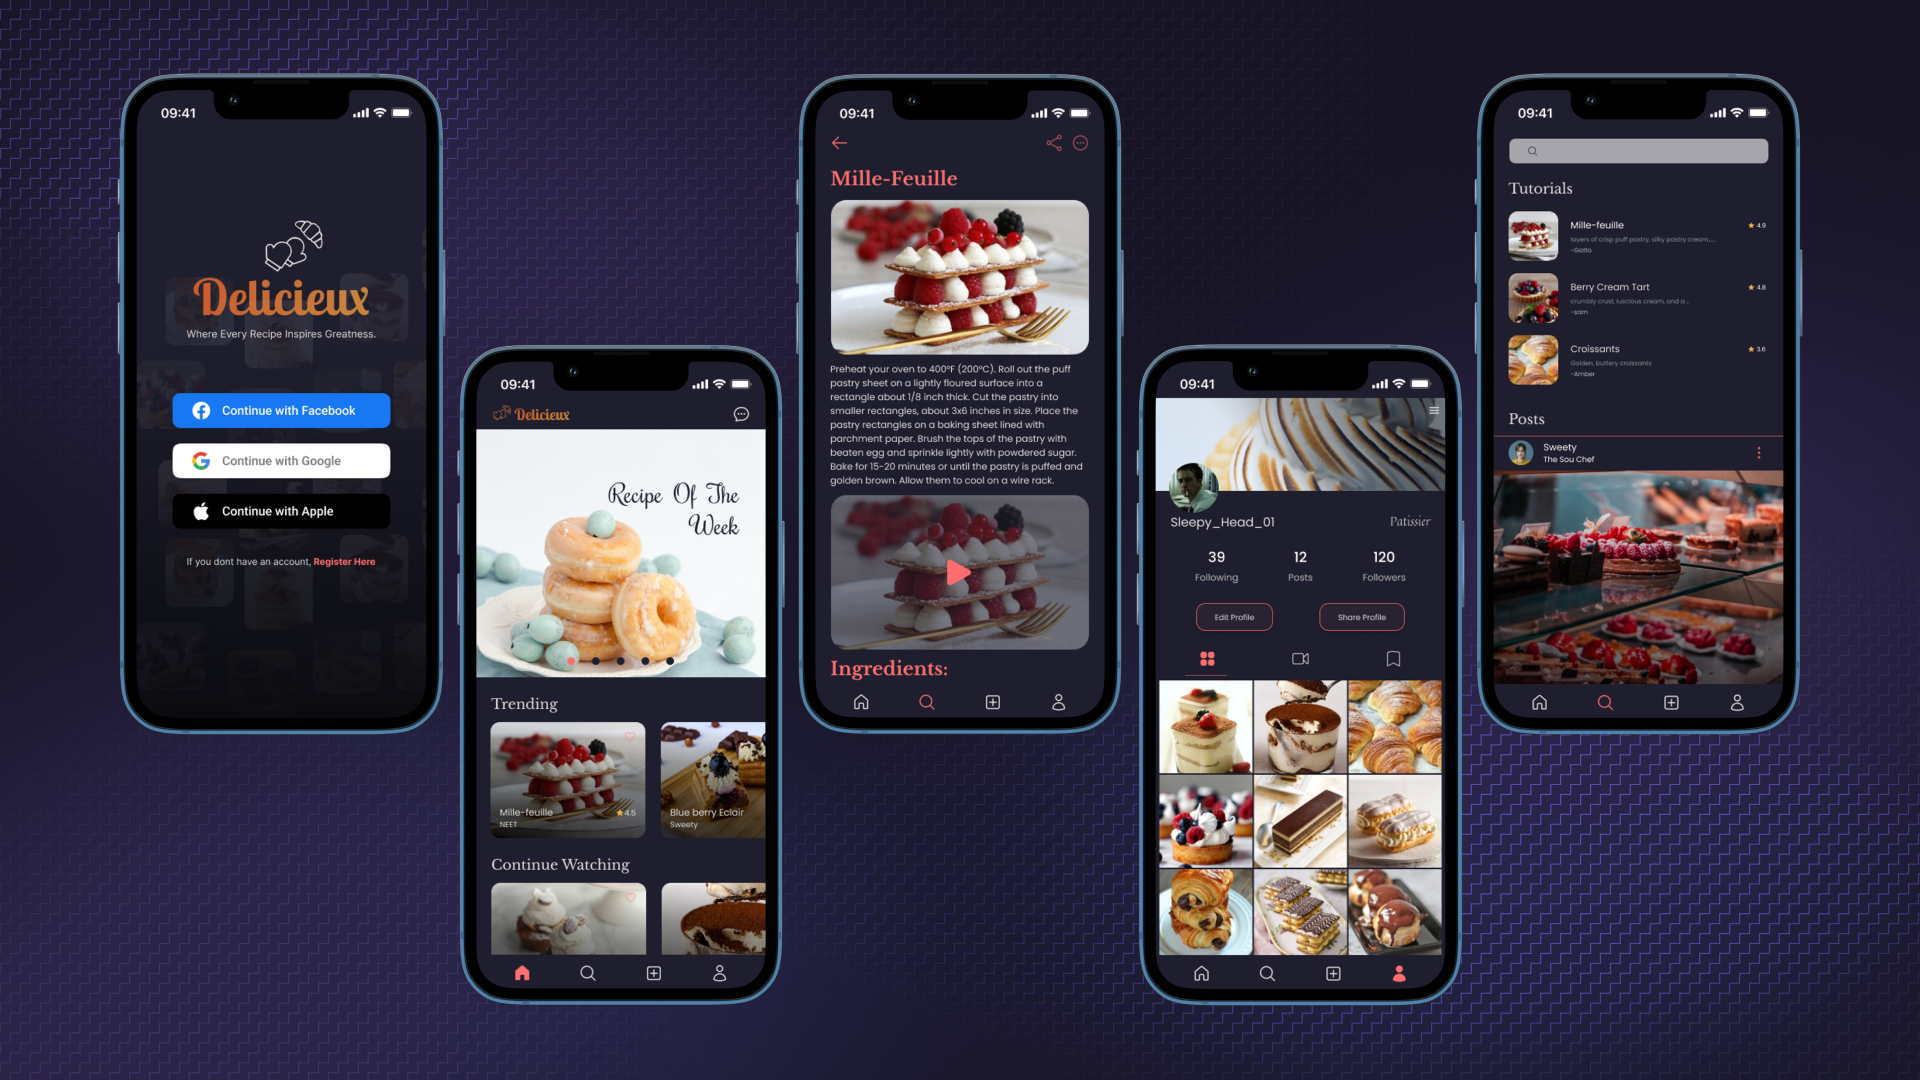 09:41
Delicieux
Where Every Recipe Inspires Greatness.
Continue with Facebook
Continue with Google
Continue with Apple
If you dont have an account, Register Here
09:41
Delicieux
Recipe Of The
Week
Trending
Mille-feuille
4.5
NEET
Blue berry Eclair
Sweety
Continue Watching
09:41
Mille-Feuille
Preheat your oven to 400°F (200°C). Roll out the puff
pastry sheet on a lightly floured surface into a
rectangle about 1/8 inch thick. Cut the pastry into
smaller rectangles, about 3x6 inches in size. Place the
pastry rectangles on a baking sheet lined with
parchment paper. Brush the tops of the pastry with
beaten egg and sprinkle lightly with powdered sugar.
Bake for 15-20 minutes or until the pastry is puffed and
golden brown. Allow them to cool on a wire rack.
Ingredients:
09:41
Sleepy_Head_01
Patissier
39
12
120
Following
Posts
Followers
Edit Profile
Share Profile
09:41
Tutorials
Mille-feuille
4.9
layers of crisp puff pastry, silky pastry cream,...
-Gatto
Berry Cream Tart
4.8
crumbly crust, luscious cream, and a ..
-sam
Croissants
3.6
Golden, buttery croissants
-Amber
Posts
Sweety
The Sou Chef